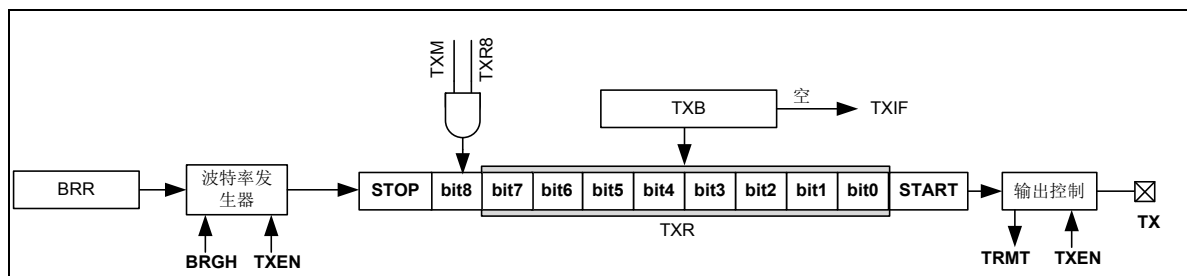 TXM
TXR8
TXB
空
TXIF
BRR
波特率发
生器
STOP
bit8
bit7
bit6
bit5
bit4
bit3
bit2
bit1
bit0
START
输出控制
TX
TXR
BRGH
TXEN
TRMT
TXEN